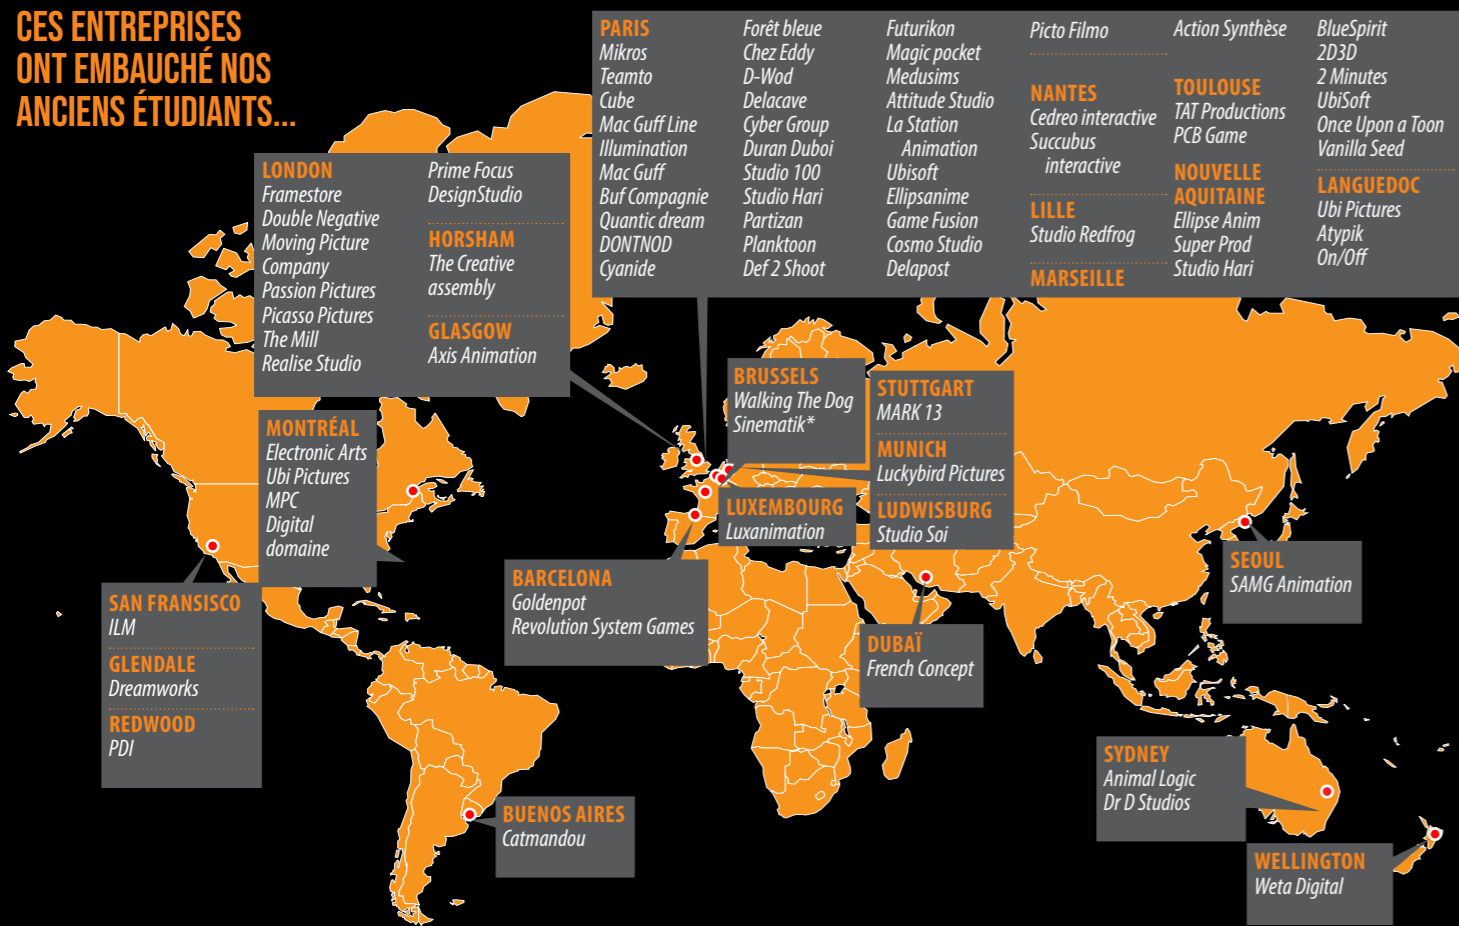 CES ENTREPRISES
ONT EMBAUCHÉ NOS
ANCIENS ÉTUDIANTS...
PARIS
Mikros
Teamto
Cube
Mac Guff Line
Illumination
Mac Guff
Buf Compagnie
Quantic dream
DONTNOD
Cyanide
Forêt bleue
Chez Eddy
D-Wod
Delacave
Cyber Group
Duran Duboi
Studio 100
Studio Hari
Partizan
Planktoon
Def 2 Shoot
Futurikon
Magic pocket
Medusims
Attitude Studio
La Station
Animation
Ubisoft
Ellipsanime
Game Fusion
Cosmo Studio
Delapost
Picto Filmo
NANTES
Cedreo interactive
Succubus
interactive
LILLE
Studio Redfrog
MARSEILLE
Action Synthèse
TOULOUSE
TAT Productions
PCB Game
NOUVELLE
AQUITAINE
Ellipse Anim
Super Prod
Studio Hari
BlueSpirit
2D3D
2 Minutes
UbiSoft
Once Upon a Toon
Vanilla Seed
LANGUEDOC
Ubi Pictures
Atypik
On/Off
LONDON
Framestore
Double Negative
Moving Picture
Company
Passion Pictures
Picasso Pictures
The Mill
Realise Studio
Prime Focus
DesignStudio
HORSHAM
The Creative
assembly
GLASGOW
Axis Animation
BRUSSELS
Walking The Dog
Sinematik*
STUTTGART
MARK 13
MUNICH
Luckybird Pictures
LUDWISBURG
Studio Soi
LUXEMBOURG
Luxanimation
MONTRÉAL
Electronic Arts
Ubi Pictures
MPC
Digital
domaine
SAN FRANSISCO
ILM
GLENDALE
Dreamworks
REDWOOD
PDI
BARCELONA
Goldenpot
Revolution System Games
DUBAÏ
French Concept
SEOUL
SAMG Animation
BUENOS AIRES
Catmandou
SYDNEY
Animal Logic
Dr D Studios
WELLINGTON
Weta Digital